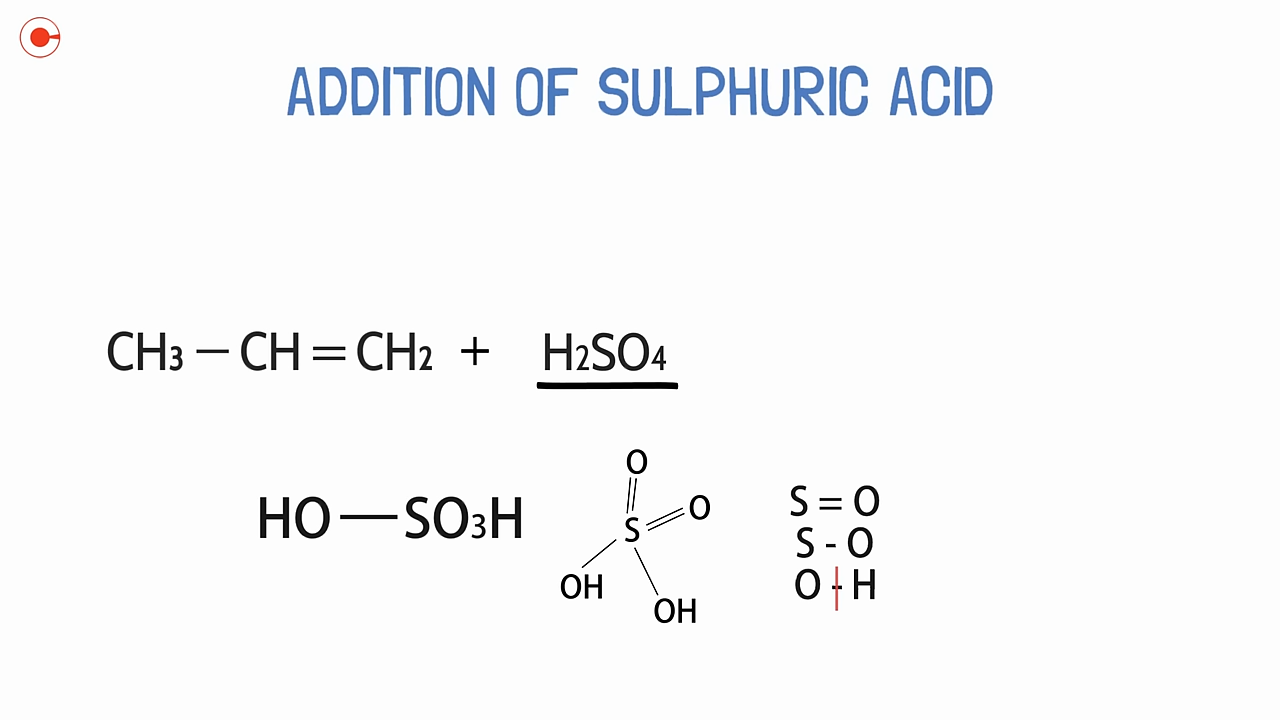 ADDITION OF SULPHURIC ACID
CH3 — CH = CH2 + H2SO4
HO — SO3H
O
O
S
OH
OH
S = O
S - O
O - H